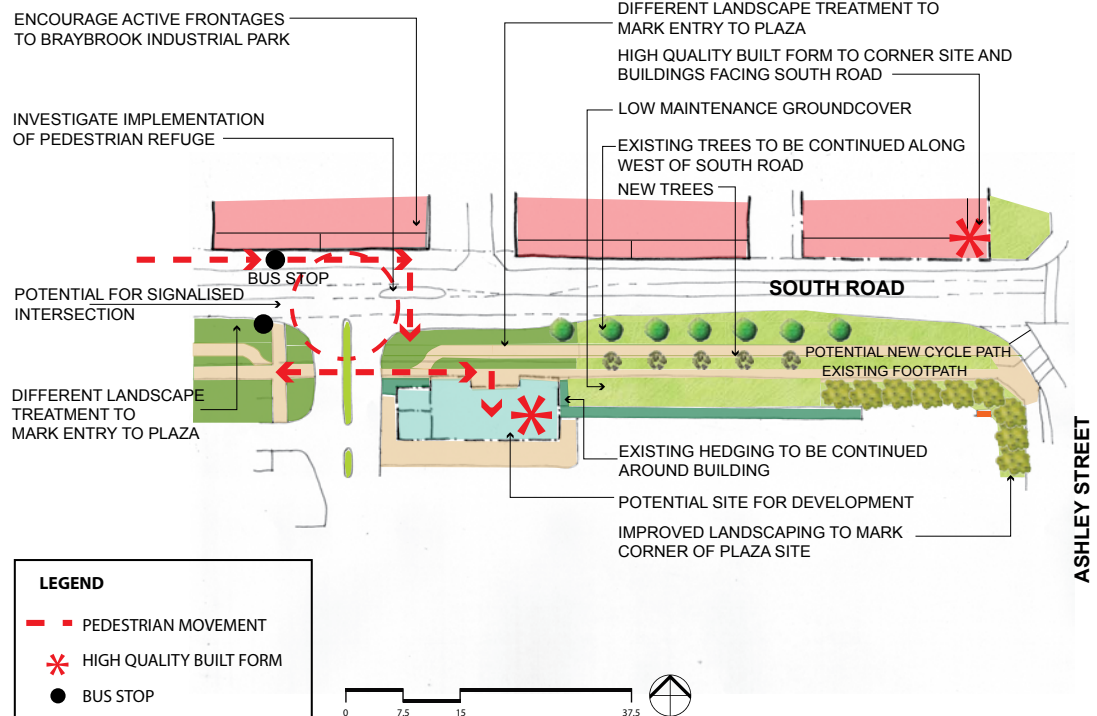 ENCOURAGE ACTIVE FRONTAGES
TO BRAYBROOK INDUSTRIAL PARK
DIFFERENT LANDSCAPE TREATMENT TO
MARK ENTRY TO PLAZA
HIGH QUALITY BUILT FORM TO CORNER SITE AND
BUILDINGS FACING SOUTH ROAD
LOW MAINTENANCE GROUNDCOVER
INVESTIGATE IMPLEMENTATION
OF PEDESTRIAN REFUGE
EXISTING TREES TO BE CONTINUED ALONG
WEST OF SOUTH ROAD
NEW TREES
BUS STOP
SOUTH ROAD
POTENTIAL FOR SIGNALISED
INTERSECTION
POTENTIAL NEW CYCLE PATH
EXISTING FOOTPATH
DIFFERENT LANDSCAPE
TREATMENT TO
MARK ENTRY TO PLAZA
EXISTING HEDGING TO BE CONTINUED
AROUND BUILDING
POTENTIAL SITE FOR DEVELOPMENT
IMPROVED LANDSCAPING TO MARK
CORNER OF PLAZA SITE
ASHLEY STREET
LEGEND
PEDESTRIAN MOVEMENT
HIGH QUALITY BUILT FORM
BUS STOP
0 7.5 15 37.5